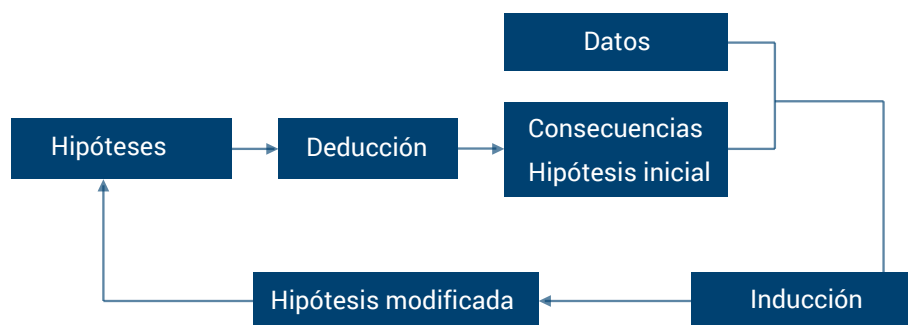 Datos
Hipóteses
Deducción
Consecuencias
Hipótesis inicial
Hipótesis modificada
Inducción